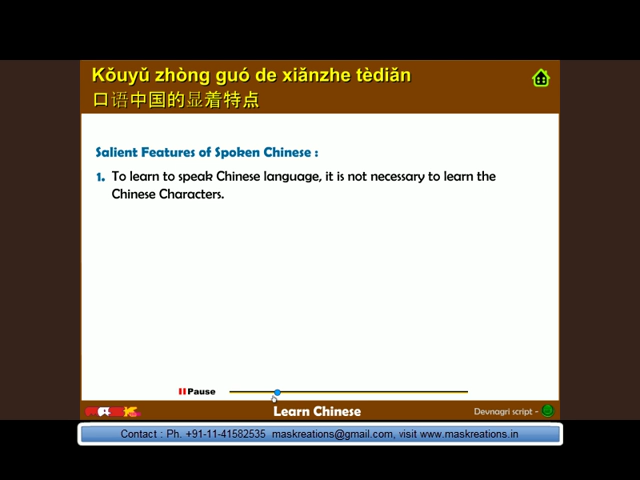 Kǒuyǔ zhòng guó de xiǎnzhe tèdiǎn
口语中国的显着特点
Salient Features of Spoken Chinese :
1. To learn to speak Chinese language, it is not necessary to learn the
Chinese Characters.
Pause
Learn Chinese
Devnagri script -
Contact : Ph. +91-11-41582535 maskreations@gmail.com, visit www.maskreations.in